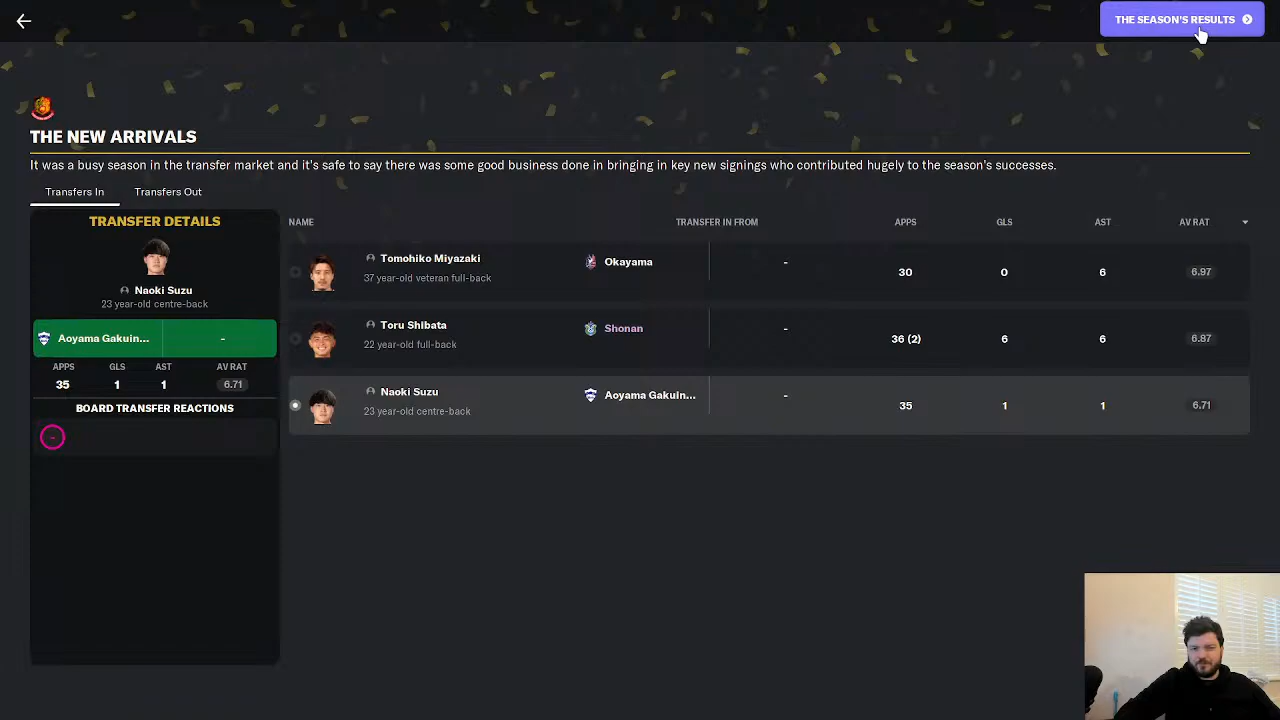 THE SEASON'S RESULTS
THE NEW ARRIVALS
It was a busy season in the transfer market and it's safe to say there was some good business done in bringing in key new signings who contributed hugely to the season's successes.
Transfers In Transfers Out
TRANSFER DETAILS
Naoki Suzu
23 year-old centre-back
Aoyama Gakuin... -
APPS GLS AST AV RAT
35 1 1 6.71
BOARD TRANSFER REACTIONS
-
NAME TRANSFER IN FROM APPS GLS AST AV RAT
Tomohiko Miyazaki Okayama - 30 0 6 6.97
37 year-old veteran full-back
Toru Shibata Shonan - 36 (2) 6 6 6.87
22 year-old full-back
Naoki Suzu Aoyama Gakuin... - 35 1 1 6.71
23 year-old centre-back